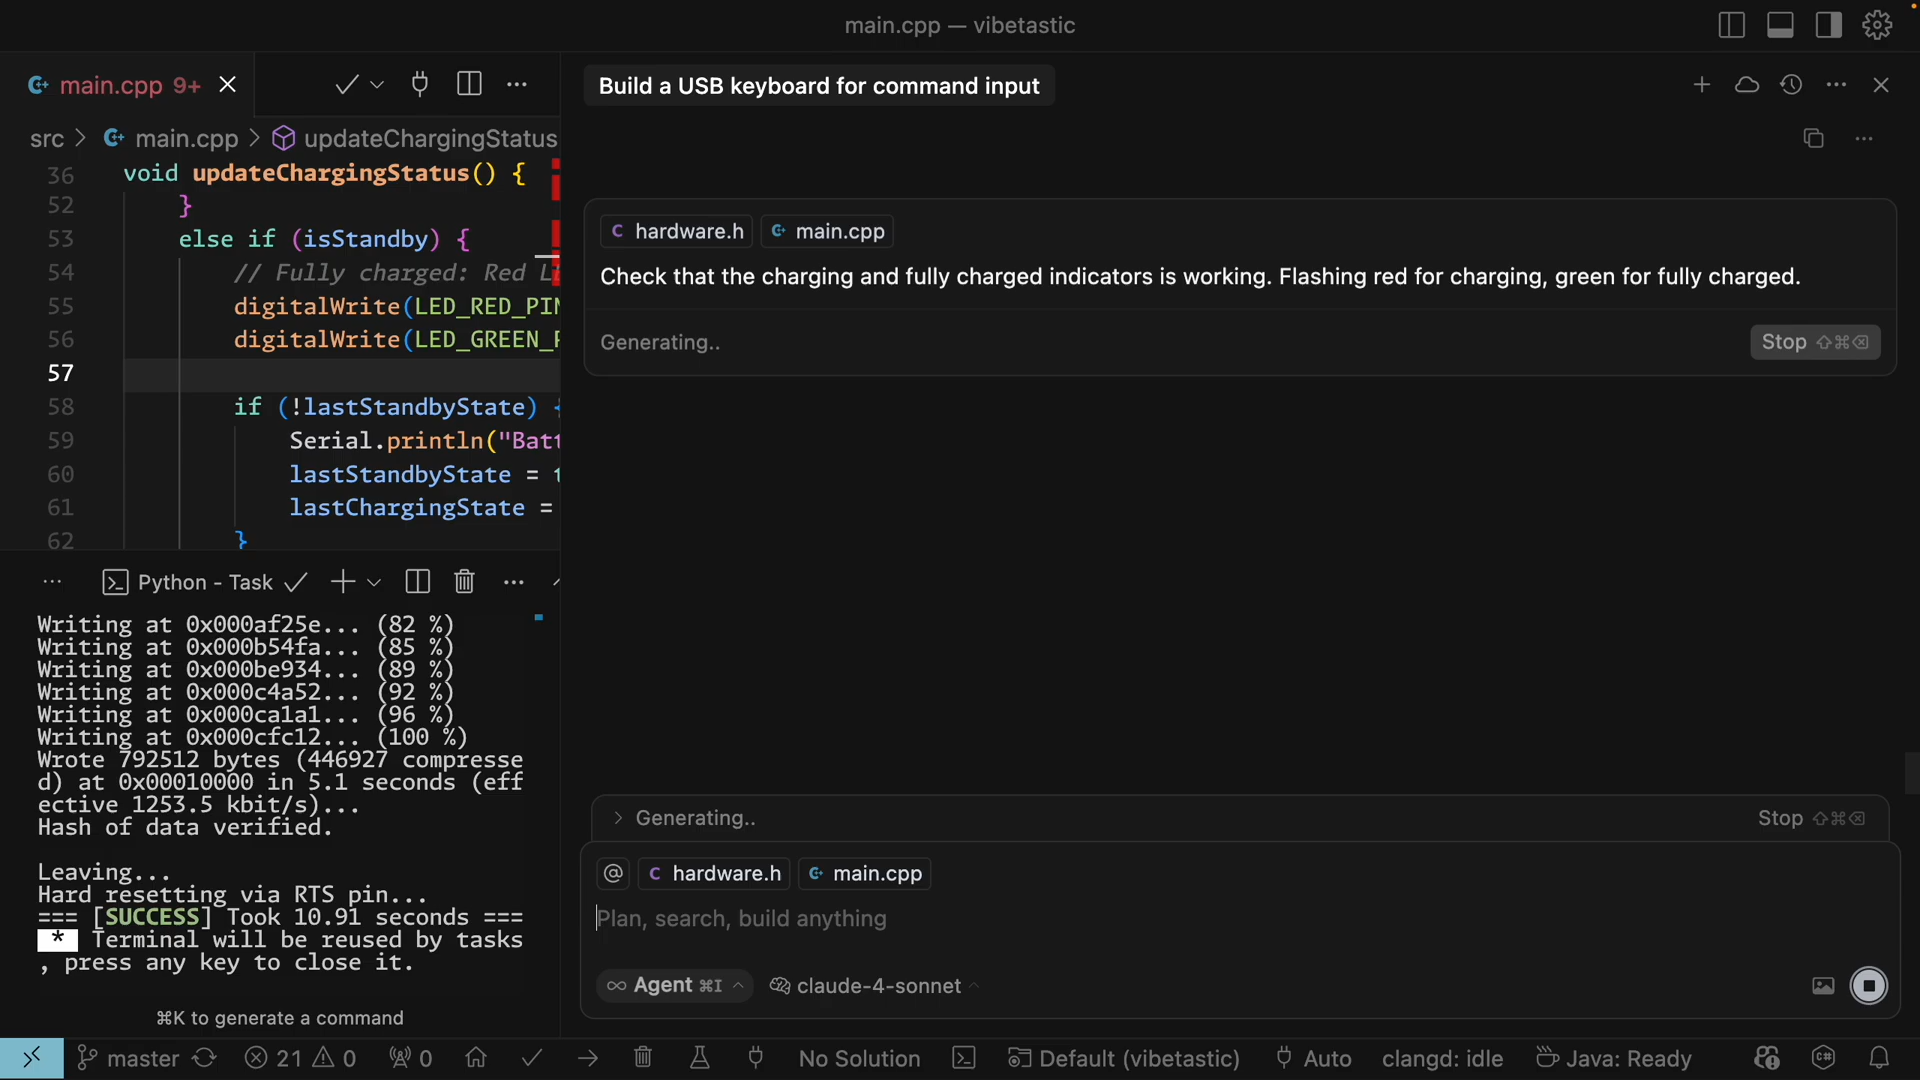 main.cpp — vibetastic
main.cpp 9+
Build a USB keyboard for command input
src > main.cpp > updateChargingStatus
36 void updateChargingStatus() {
52 }
53 else if (isStandby) {
54 // Fully charged: Red L
55 digitalWrite(LED_RED_PIN
56 digitalWrite(LED_GREEN_P
57
58 if (!lastStandbyState) {
59 Serial.println("Batt
60 lastStandbyState = t
61 lastChargingState =
62 }
hardware.h main.cpp
Check that the charging and fully charged indicators is working. Flashing red for charging, green for fully charged.
Generating..
Stop ⇧⌘⌫
Python - Task
Writing at 0x000af25e... (82 %)
Writing at 0x000b54fa... (85 %)
Writing at 0x000be934... (89 %)
Writing at 0x000c4a52... (92 %)
Writing at 0x000ca1a1... (96 %)
Writing at 0x000cfc12... (100 %)
Wrote 792512 bytes (446927 compresse
d) at 0x00010000 in 5.1 seconds (eff
ective 1253.5 kbit/s)...
Hash of data verified.
Leaving...
Hard resetting via RTS pin...
=== [SUCCESS] Took 10.91 seconds ===
* Terminal will be reused by tasks
, press any key to close it.
⌘K to generate a command
> Generating..
Stop ⇧⌘⌫
@ hardware.h main.cpp
Plan, search, build anything
∞ Agent ⌘I claude-4-sonnet
master 21 0 0 No Solution Default (vibetastic) Auto clangd: idle Java: Ready